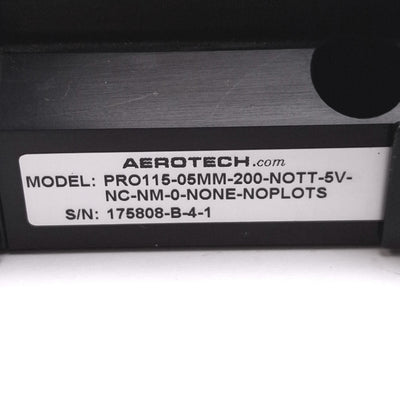 AEROTECH.com
MODEL: PRO115-05MM-200-NOTT-5V-
NC-NM-0-NONE-NOPLOTS
S/N: 175808-B-4-1